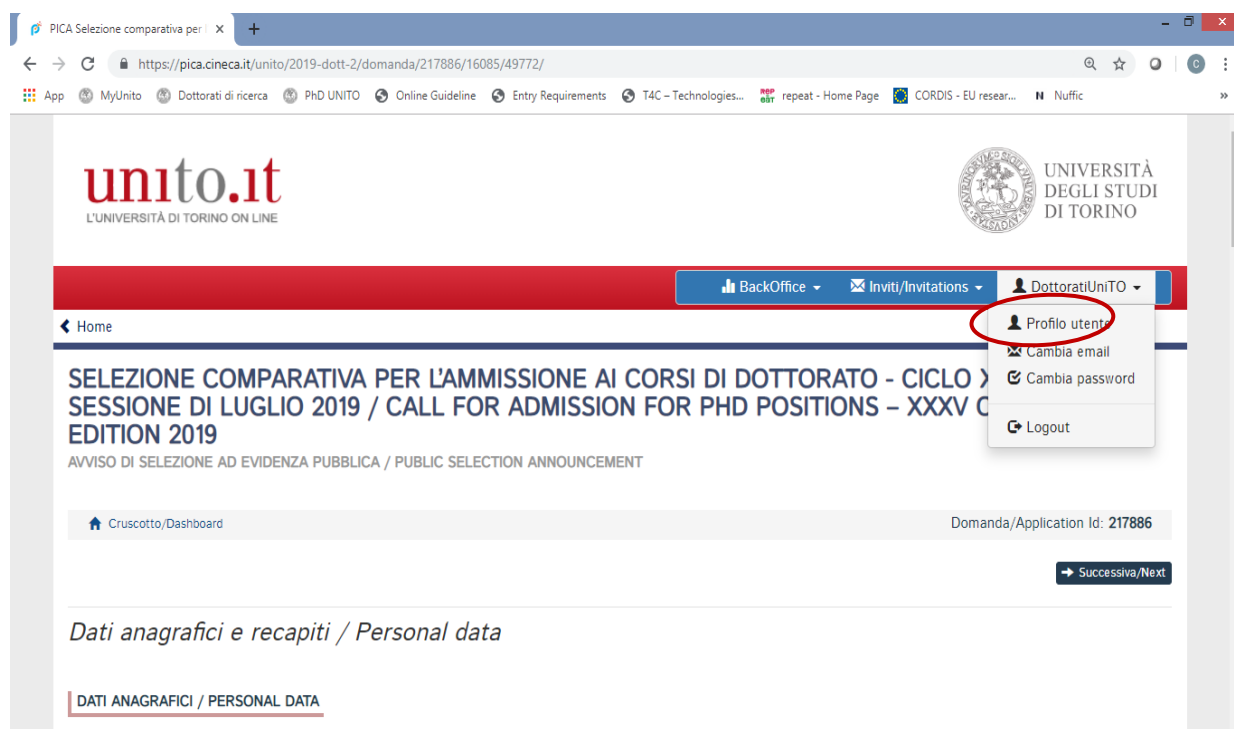 PICA Selezione comparativa per l
https://pica.cineca.it/unito/2019-dott-2/domanda/217886/16085/49772/
App MyUnito Dottorati di ricerca PhD UNITO Online Guideline Entry Requirements T4C – Technologies... repeat - Home Page CORDIS - EU resear... Nuffic »
unito.it
L'UNIVERSITÀ DI TORINO ON LINE
UNIVERSITÀ
DEGLI STUDI
DI TORINO
BackOffice Inviti/Invitations DottoratiUniTO
Home
Profilo utente
Cambia email
Cambia password
Logout
SELEZIONE COMPARATIVA PER L'AMMISSIONE AI CORSI DI DOTTORATO - CICLO X
SESSIONE DI LUGLIO 2019 / CALL FOR ADMISSION FOR PHD POSITIONS – XXXV C
EDITION 2019
AVVISO DI SELEZIONE AD EVIDENZA PUBBLICA / PUBLIC SELECTION ANNOUNCEMENT
Cruscotto/Dashboard Domanda/Application Id: 217886
Successiva/Next
Dati anagrafici e recapiti / Personal data
DATI ANAGRAFICI / PERSONAL DATA